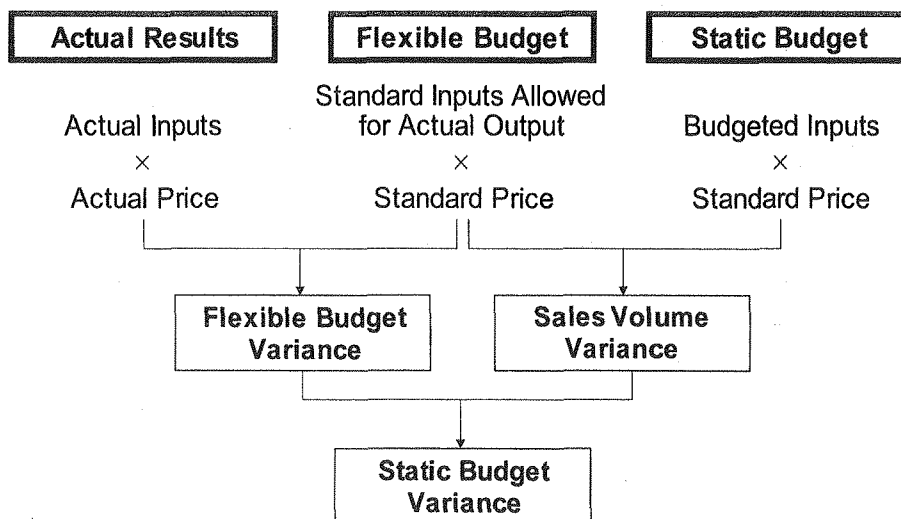 Actual Results
Flexible Budget
Static Budget
Actual Inputs
×
Actual Price
Standard Inputs Allowed
for Actual Output
×
Standard Price
Budgeted Inputs
×
Standard Price
Flexible Budget
Variance
Sales Volume
Variance
Static Budget
Variance